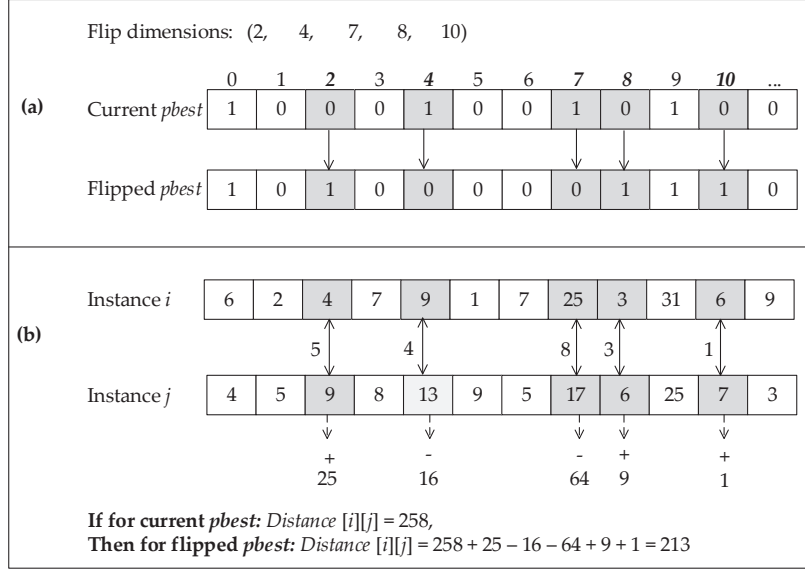 Flip dimensions: (2, 4, 7, 8, 10)
0 1 2 3 4 5 6 7 8 9 10 ...
(a)
Current pbest 1 0 0 0 1 0 0 1 0 1 0 0
Flipped pbest 1 0 1 0 0 0 0 0 1 1 1 0
Instance i 6 2 4 7 9 1 7 25 3 31 6 9
(b)
5 4 8 3 1
Instance j 4 5 9 8 13 9 5 17 6 25 7 3
+ - - + +
25 16 64 9 1
If for current pbest: Distance [i][j] = 258,
Then for flipped pbest: Distance [i][j] = 258 + 25 – 16 – 64 + 9 + 1 = 213